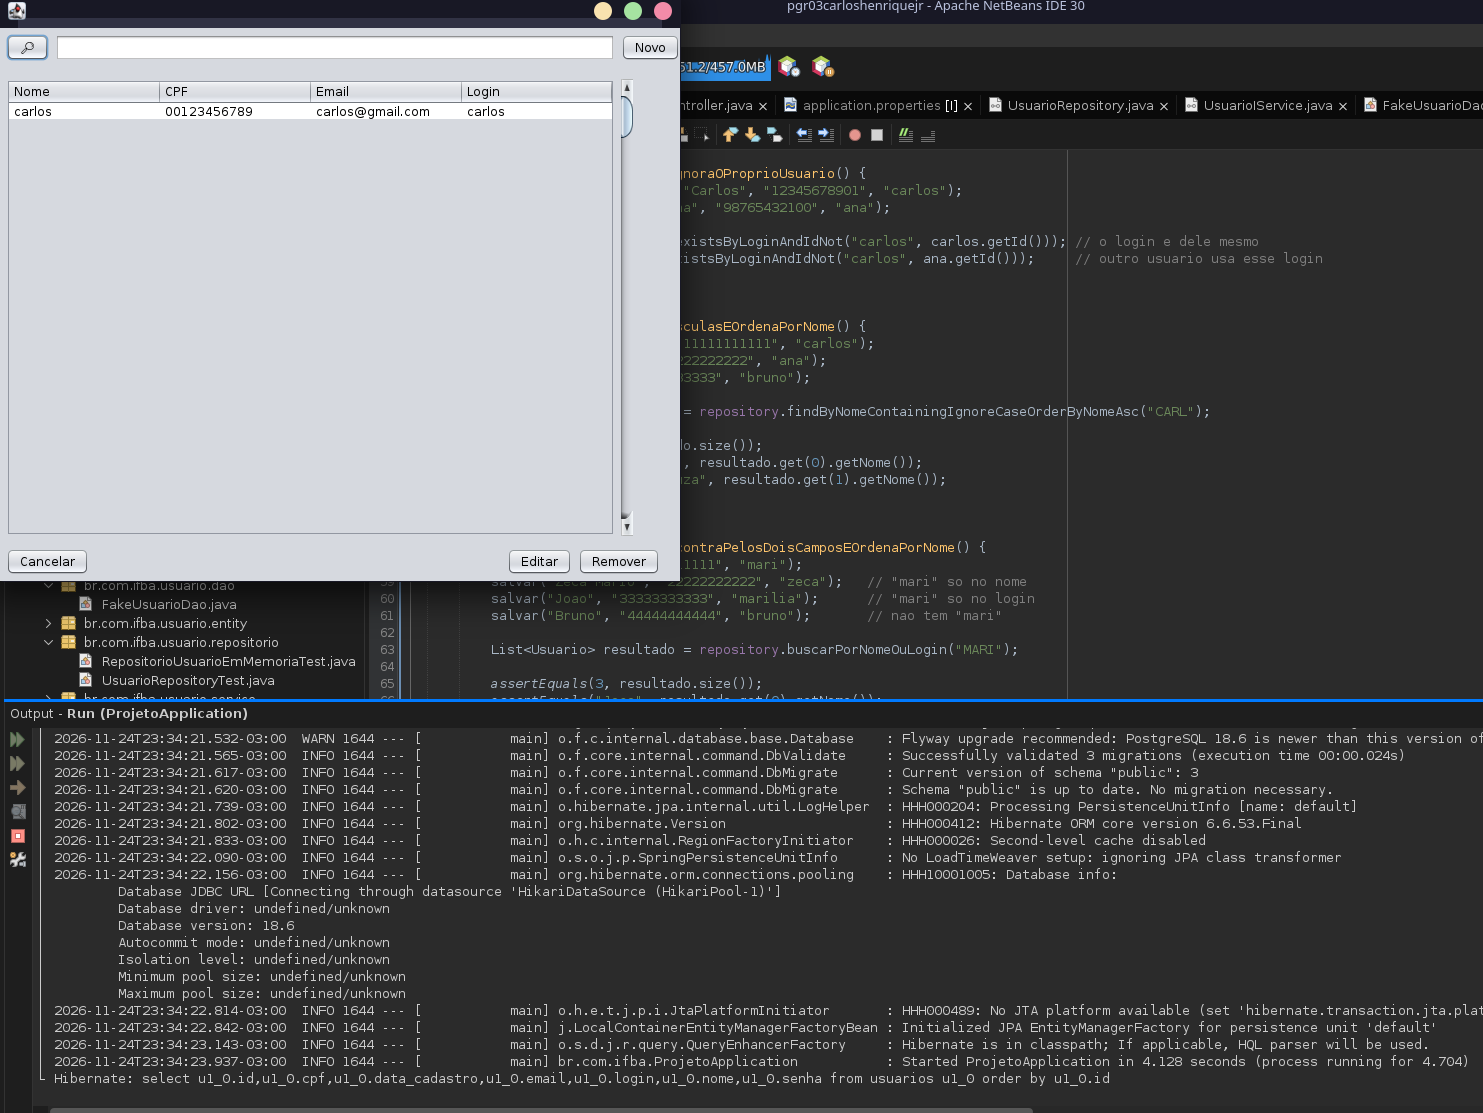 pgr03carloshenriquejr - Apache NetBeans IDE 30
Novo
Nome CPF Email Login
carlos 00123456789 carlos@gmail.com carlos
Cancelar Editar Remover
51.2/457.0MB
ntroller.java application.properties [I] UsuarioRepository.java UsuarioIService.java FakeUsuarioDao
gnoraOProprioUsuario() {
"Carlos", "12345678901", "carlos");
na", "98765432100", "ana");
existsByLoginAndIdNot("carlos", carlos.getId())); // o login e dele mesmo
istsByLoginAndIdNot("carlos", ana.getId())); // outro usuario usa esse login
sculasEOrdenaPorNome() {
11111111111", "carlos");
222222222", "ana");
33333", "bruno");
= repository.findByNomeContainingIgnoreCaseOrderByNomeAsc("CARL");
do.size());
, resultado.get(0).getNome());
uza", resultado.get(1).getNome());
contraPelosDoisCamposEOrdenaPorNome() {
11111", "mari");
59 salvar("Zeca Mario", "22222222222", "zeca"); // "mari" so no nome
60 salvar("Joao", "33333333333", "marilia"); // "mari" so no login
61 salvar("Bruno", "44444444444", "bruno"); // nao tem "mari"
62
63 List<Usuario> resultado = repository.buscarPorNomeOuLogin("MARI");
64
65 assertEquals(3, resultado.size());
br.com.ifba.usuario.dao
FakeUsuarioDao.java
br.com.ifba.usuario.entity
br.com.ifba.usuario.repositorio
RepositorioUsuarioEmMemoriaTest.java
UsuarioRepositoryTest.java
br.com.ifba.usuario.service
Output - Run (ProjetoApplication)
2026-11-24T23:34:21.532-03:00 WARN 1644 --- [ main] o.f.c.internal.database.base.Database : Flyway upgrade recommended: PostgreSQL 18.6 is newer than this version of
2026-11-24T23:34:21.565-03:00 INFO 1644 --- [ main] o.f.core.internal.command.DbValidate : Successfully validated 3 migrations (execution time 00:00.024s)
2026-11-24T23:34:21.617-03:00 INFO 1644 --- [ main] o.f.core.internal.command.DbMigrate : Current version of schema "public": 3
2026-11-24T23:34:21.620-03:00 INFO 1644 --- [ main] o.f.core.internal.command.DbMigrate : Schema "public" is up to date. No migration necessary.
2026-11-24T23:34:21.739-03:00 INFO 1644 --- [ main] o.hibernate.jpa.internal.util.LogHelper : HHH000204: Processing PersistenceUnitInfo [name: default]
2026-11-24T23:34:21.802-03:00 INFO 1644 --- [ main] org.hibernate.Version : HHH000412: Hibernate ORM core version 6.6.53.Final
2026-11-24T23:34:21.833-03:00 INFO 1644 --- [ main] o.h.c.internal.RegionFactoryInitiator : HHH000026: Second-level cache disabled
2026-11-24T23:34:22.090-03:00 INFO 1644 --- [ main] o.s.o.j.p.SpringPersistenceUnitInfo : No LoadTimeWeaver setup: ignoring JPA class transformer
2026-11-24T23:34:22.156-03:00 INFO 1644 --- [ main] org.hibernate.orm.connections.pooling : HHH10001005: Database info:
Database JDBC URL [Connecting through datasource 'HikariDataSource (HikariPool-1)']
Database driver: undefined/unknown
Database version: 18.6
Autocommit mode: undefined/unknown
Isolation level: undefined/unknown
Minimum pool size: undefined/unknown
Maximum pool size: undefined/unknown
2026-11-24T23:34:22.814-03:00 INFO 1644 --- [ main] o.h.e.t.j.p.i.JtaPlatformInitiator : HHH000489: No JTA platform available (set 'hibernate.transaction.jta.plat
2026-11-24T23:34:22.842-03:00 INFO 1644 --- [ main] j.LocalContainerEntityManagerFactoryBean : Initialized JPA EntityManagerFactory for persistence unit 'default'
2026-11-24T23:34:23.143-03:00 INFO 1644 --- [ main] o.s.d.j.r.query.QueryEnhancerFactory : Hibernate is in classpath; If applicable, HQL parser will be used.
2026-11-24T23:34:23.937-03:00 INFO 1644 --- [ main] br.com.ifba.ProjetoApplication : Started ProjetoApplication in 4.128 seconds (process running for 4.704)
Hibernate: select u1_0.id,u1_0.cpf,u1_0.data_cadastro,u1_0.email,u1_0.login,u1_0.nome,u1_0.senha from usuarios u1_0 order by u1_0.id